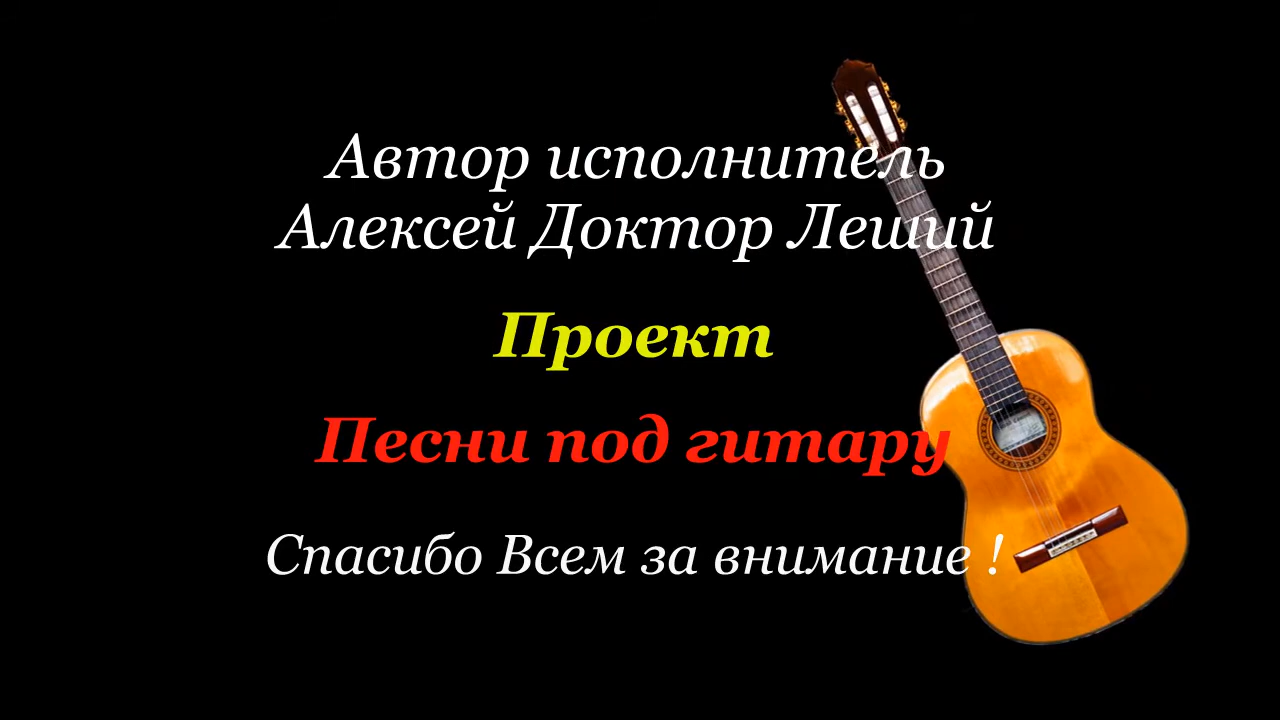 Автор исполнитель
Алексей Доктор Леший
Проект
Песни под гитару
Спасибо Всем за внимание !